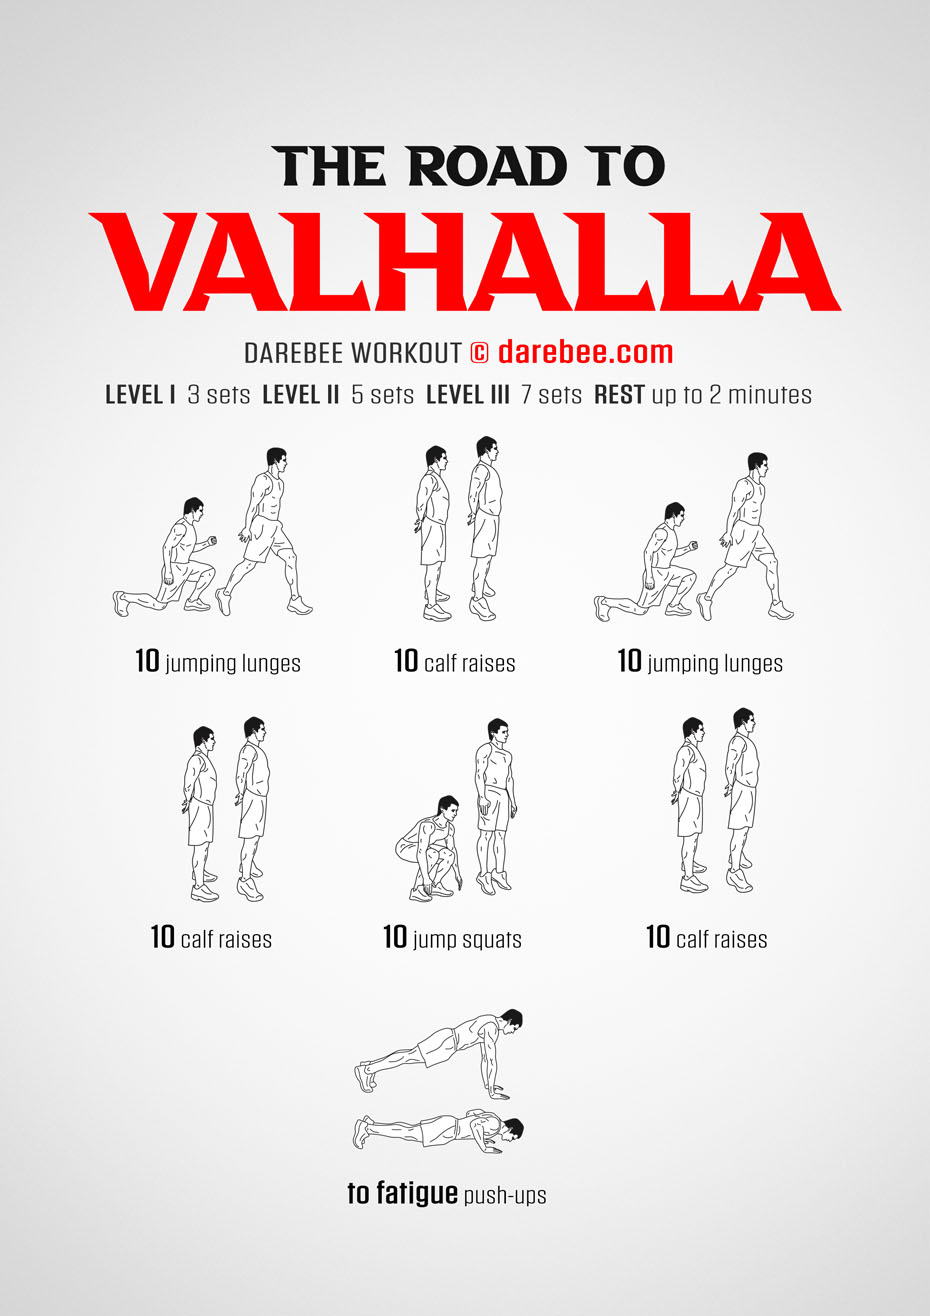 THE ROAD TO
VALHALLA
DAREBEE WORKOUT © darebee.com
LEVEL I 3 sets LEVEL II 5 sets LEVEL III 7 sets REST up to 2 minutes
10 jumping lunges
10 calf raises
10 jumping lunges
10 calf raises
10 jump squats
10 calf raises
to fatigue push-ups